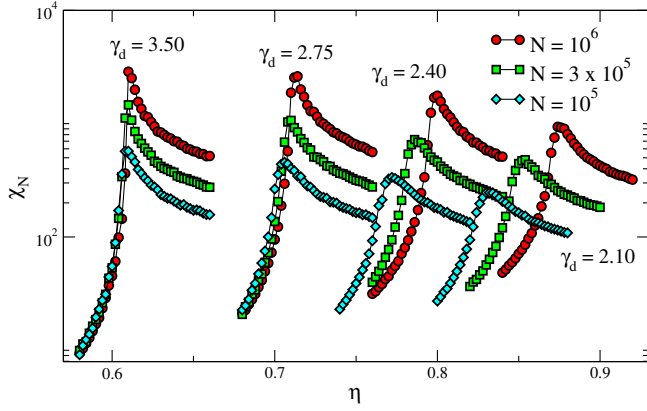 10^4
γ_d = 3.50
γ_d = 2.75
γ_d = 2.40
N = 10^6
N = 3 x 10^5
N = 10^5
χ_N
10^2
γ_d = 2.10
0.6 0.7 0.8 0.9
η